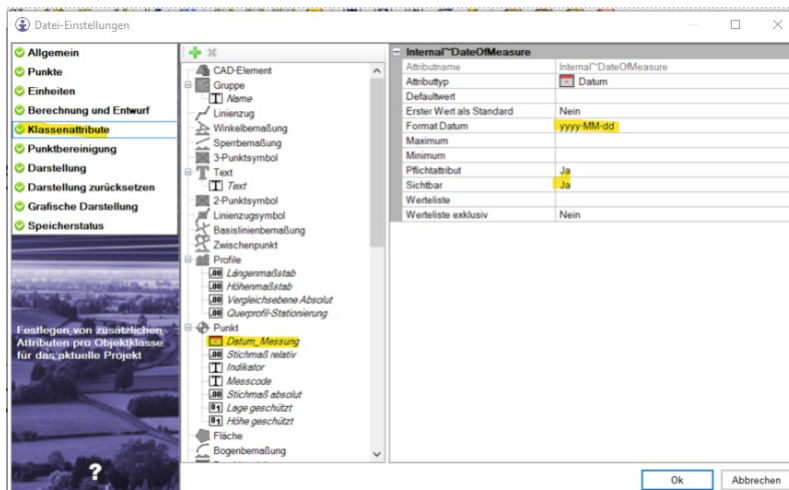 Datei-Einstellungen
Allgemein
Punkte
Einheiten
Berechnung und Entwurf
Klassenattribute
Punktbereinigung
Darstellung
Darstellung zurücksetzen
Grafische Darstellung
Speicherstatus
Festlegen von zusätzlichen
Attributen pro Objektklasse
für das aktuelle Projekt
?
CAD-Element
Gruppe
Name
Linienzug
Winkelbemaßung
Sperrbemaßung
3-Punktsymbol
Text
Text
2-Punktsymbol
Linienzugsymbol
Basislinienbemaßung
Zwischenpunkt
Profile
Längenmaßstab
Höhenmaßstab
Vergleichsebene Absolut
Querprofil-Stationierung
Punkt
Datum_Messung
Stichmaß relativ
Indikator
Messcode
Stichmaß absolut
Lage geschützt
Höhe geschützt
Fläche
Bogenbemaßung
Internal~DateOfMeasure
Attributname Internal~DateOfMeasure
Attributtyp Datum
Defaultwert
Erster Wert als Standard Nein
Format Datum yyyy-MM-dd
Maximum
Minimum
Pflichtattribut Ja
Sichtbar Ja
Werteliste
Werteliste exklusiv Nein
Ok Abbrechen